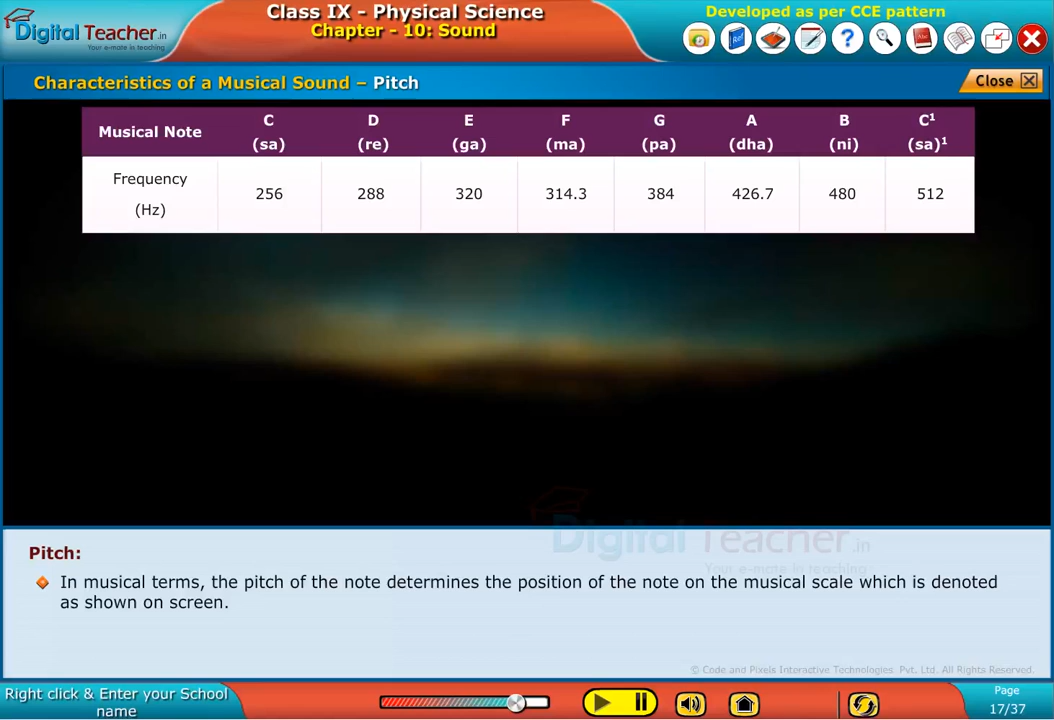 Class IX - Physical Science
Developed as per CCE pattern
Digital Teacher.in
Your e-mate in teaching
Chapter - 10: Sound
Ref
Characteristics of a Musical Sound – Pitch
Close
Musical Note C D E F G A B C¹
(sa) (re) (ga) (ma) (pa) (dha) (ni) (sa)¹
Frequency
(Hz) 256 288 320 314.3 384 426.7 480 512
Digital Teacher.in
Your e-mate in teaching
Pitch:
In musical terms, the pitch of the note determines the position of the note on the musical scale which is denoted
as shown on screen.
© Code and Pixels Interactive Technologies. Pvt. Ltd. All Rights Reserved.
Right click & Enter your School
name
Page
17/37